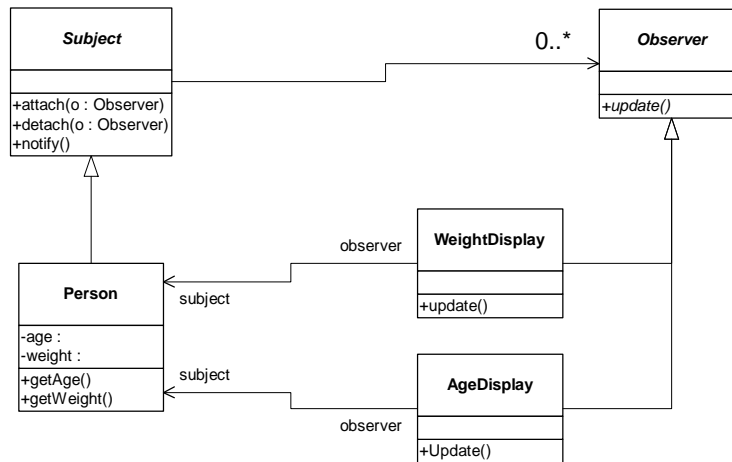 Subject
+attach(o : Observer)
+detach(o : Observer)
+notify()
0..*
Observer
+update()
observer
WeightDisplay
+update()
subject
Person
-age :
-weight :
+getAge()
+getWeight()
subject
observer
AgeDisplay
+Update()